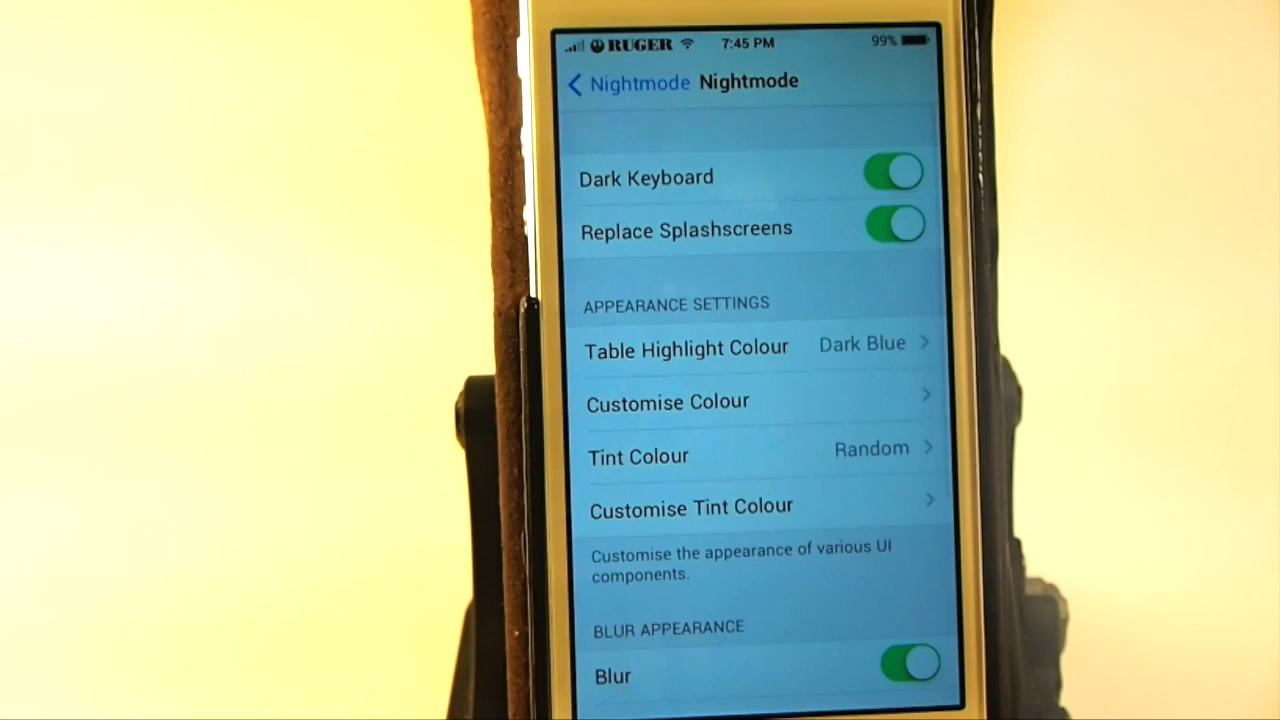 RUGER 7:45 PM 99%
Nightmode Nightmode
Dark Keyboard
Replace Splashscreens
APPEARANCE SETTINGS
Table Highlight Colour Dark Blue
Customise Colour
Tint Colour Random
Customise Tint Colour
Customise the appearance of various UI
components.
BLUR APPEARANCE
Blur